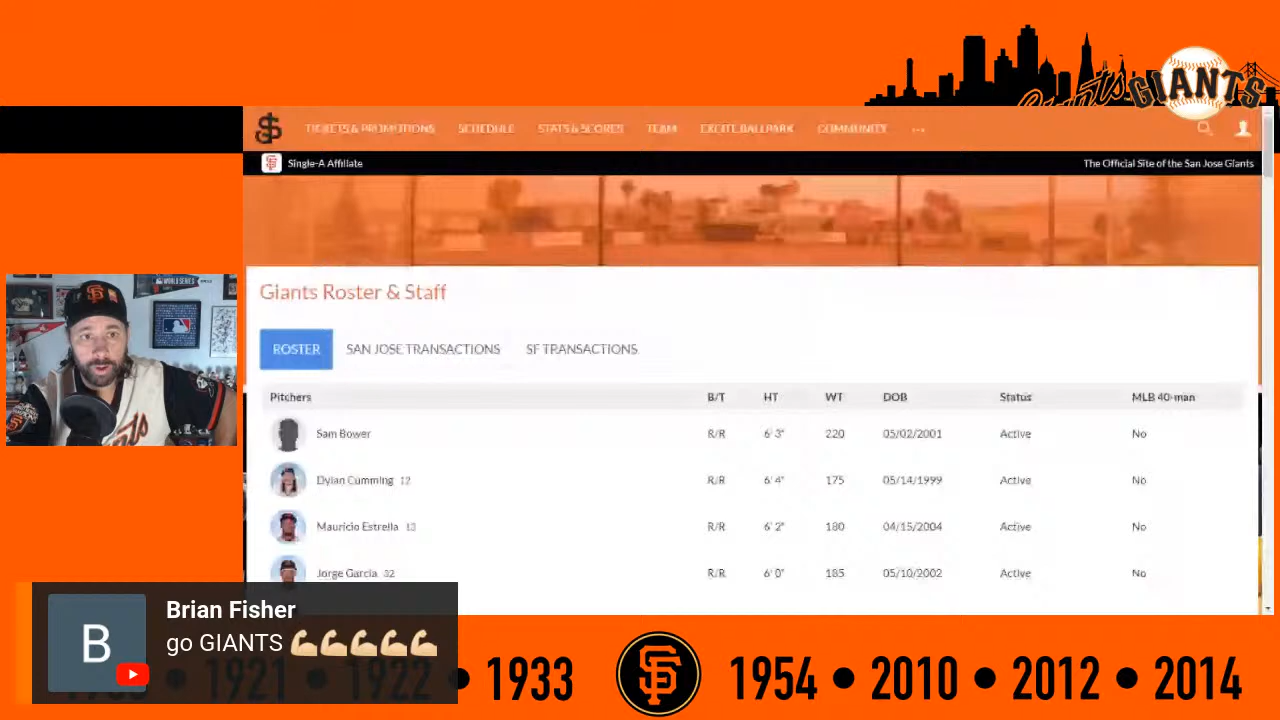 GIANTS
TICKETS & PROMOTIONS SCHEDULE STATS & SCORES TEAM EXCITE BALLPARK COMMUNITY ...
Single-A Affiliate
The Official Site of the San Jose Giants
Giants Roster & Staff
ROSTER SAN JOSE TRANSACTIONS SF TRANSACTIONS
Pitchers B/T HT WT DOB Status MLB 40-man
Sam Bower R/R 6' 3" 220 05/02/2001 Active No
Dylan Cumming 12 R/R 6' 4" 175 05/14/1999 Active No
Mauricio Estrella 13 R/R 6' 2" 180 04/15/2004 Active No
Jorge Garcia 32 R/R 6' 0" 185 05/10/2002 Active No
B
Brian Fisher
go GIANTS 💪🏼💪🏼💪🏼💪🏼💪🏼
1921 • 1922 • 1933 SF 1954 • 2010 • 2012 • 2014